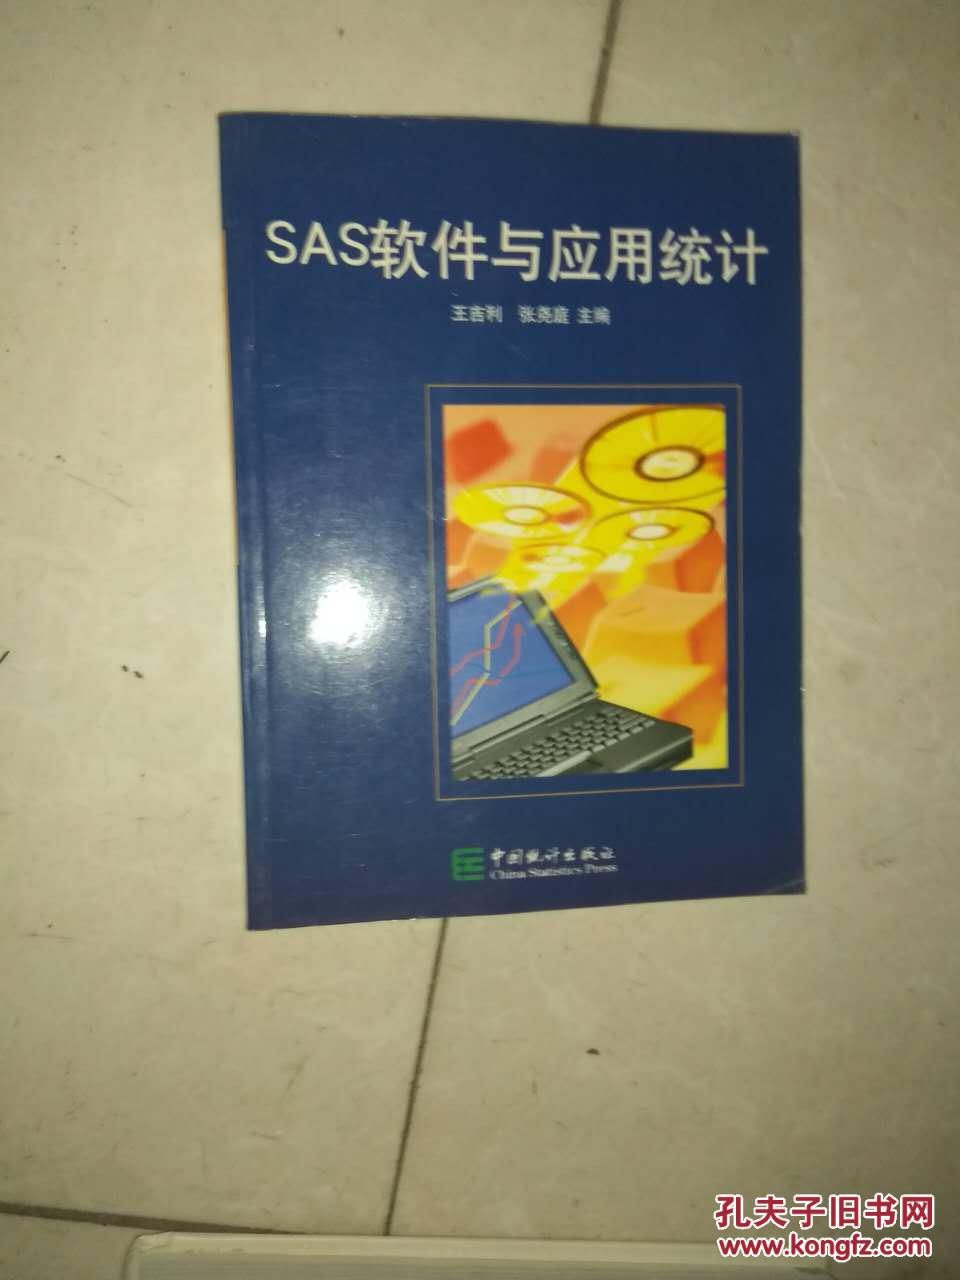 SAS软件与应用统计
王吉利 张尧庭 主编
中国统计出版社
China Statistics Press
孔夫子旧书网
www.kongfz.com